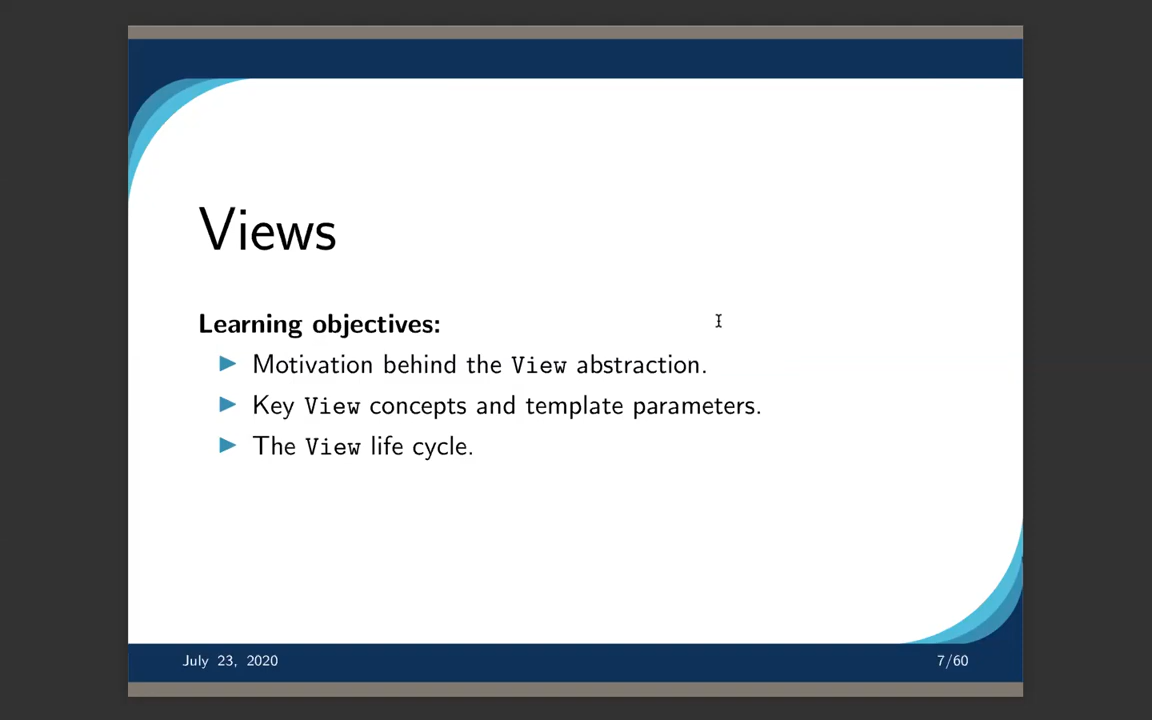 Views
Learning objectives:
▶ Motivation behind the View abstraction.
▶ Key View concepts and template parameters.
▶ The View life cycle.
July 23, 2020
7/60